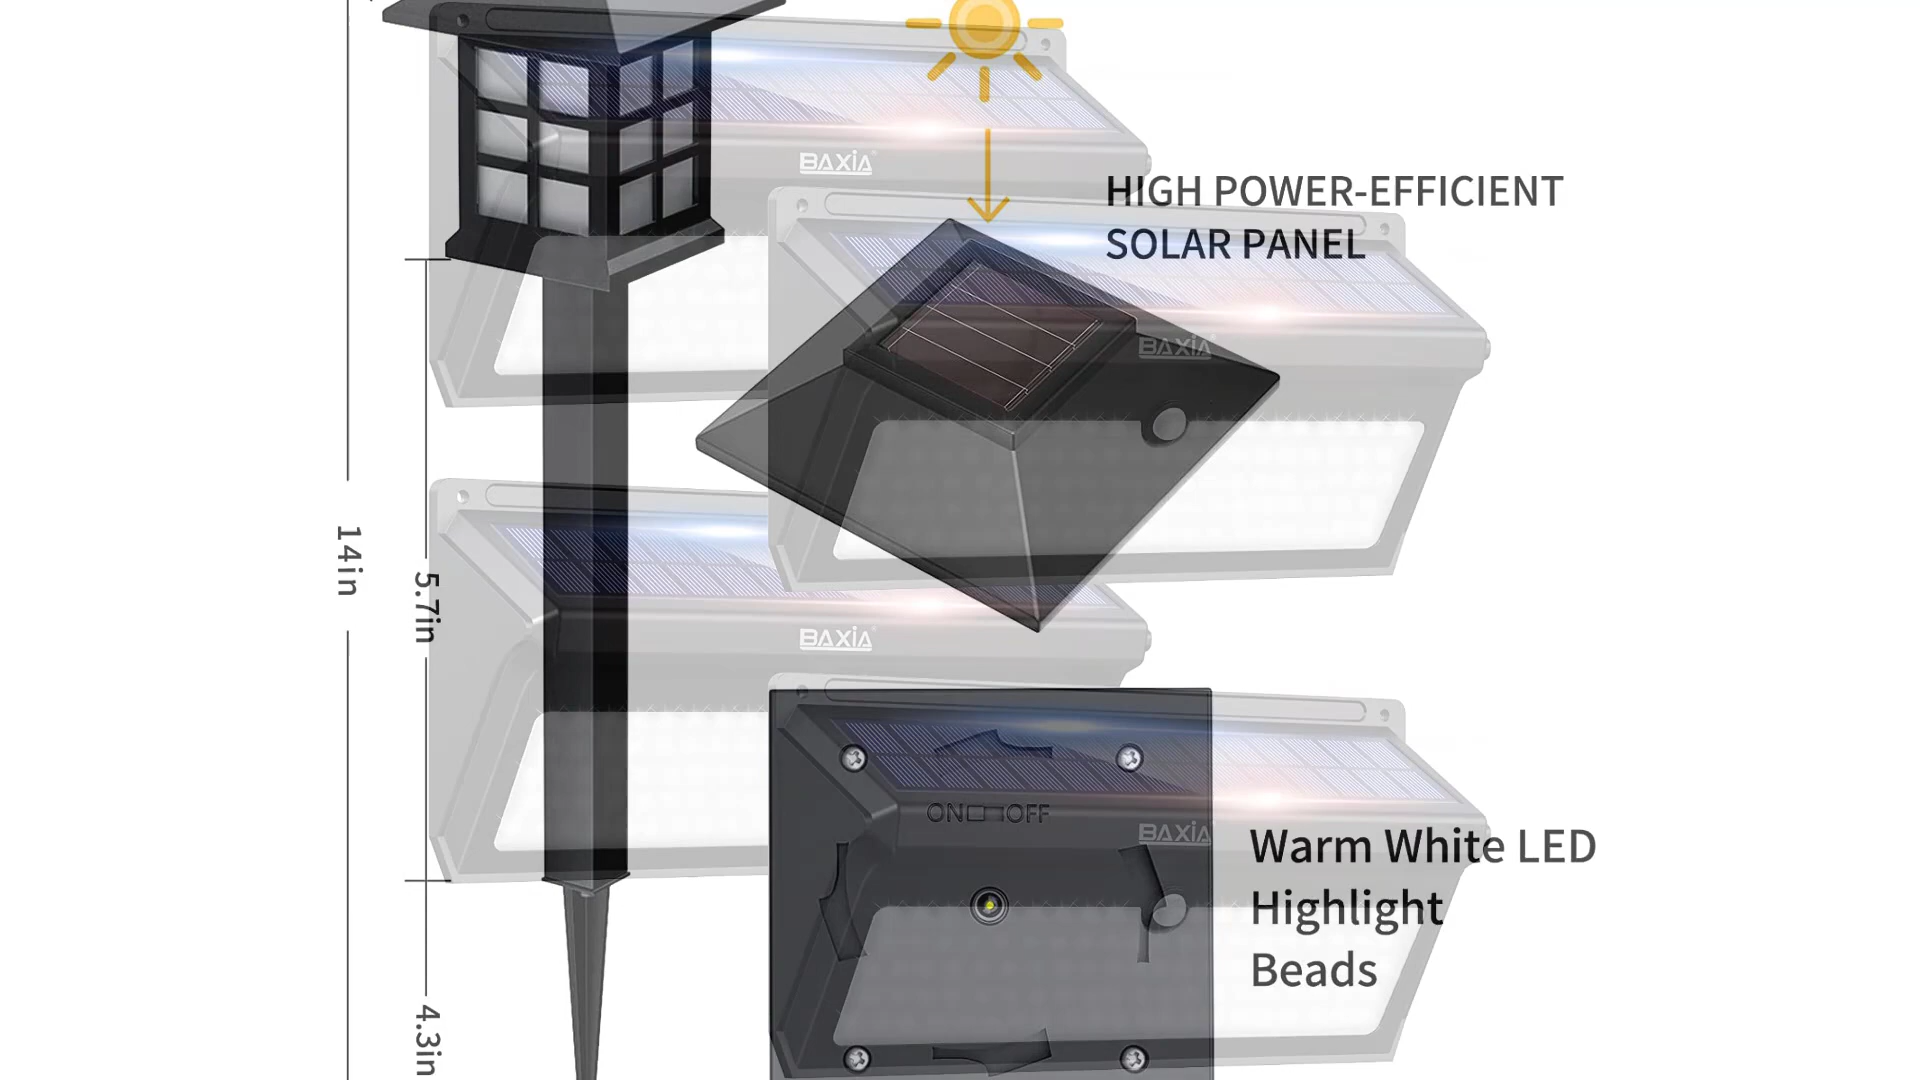 BAXIA
HIGH POWER-EFFICIENT
SOLAR PANEL
BAXIA
14in
5.7in
BAXIA
ON OFF
BAXIA
Warm White LED
Highlight
Beads
4.3in